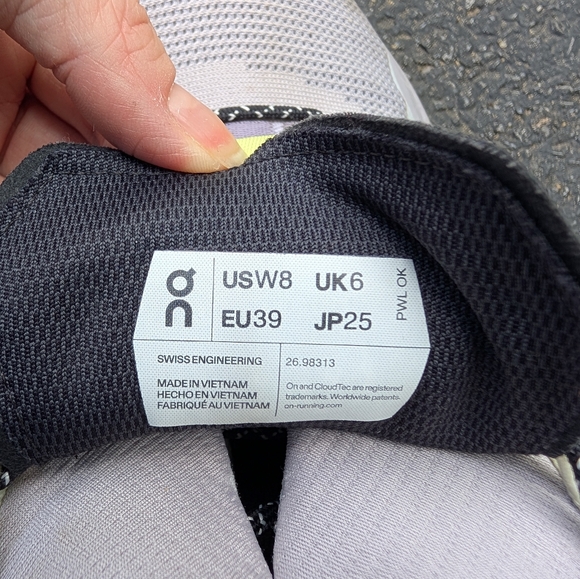 On
USW8 UK6
EU39 JP25
PWL OK
SWISS ENGINEERING 26.98313
MADE IN VIETNAM
HECHO EN VIETNAM
FABRIQUÉ AU VIETNAM
On and CloudTec are registered
trademarks. Worldwide patents.
on-running.com